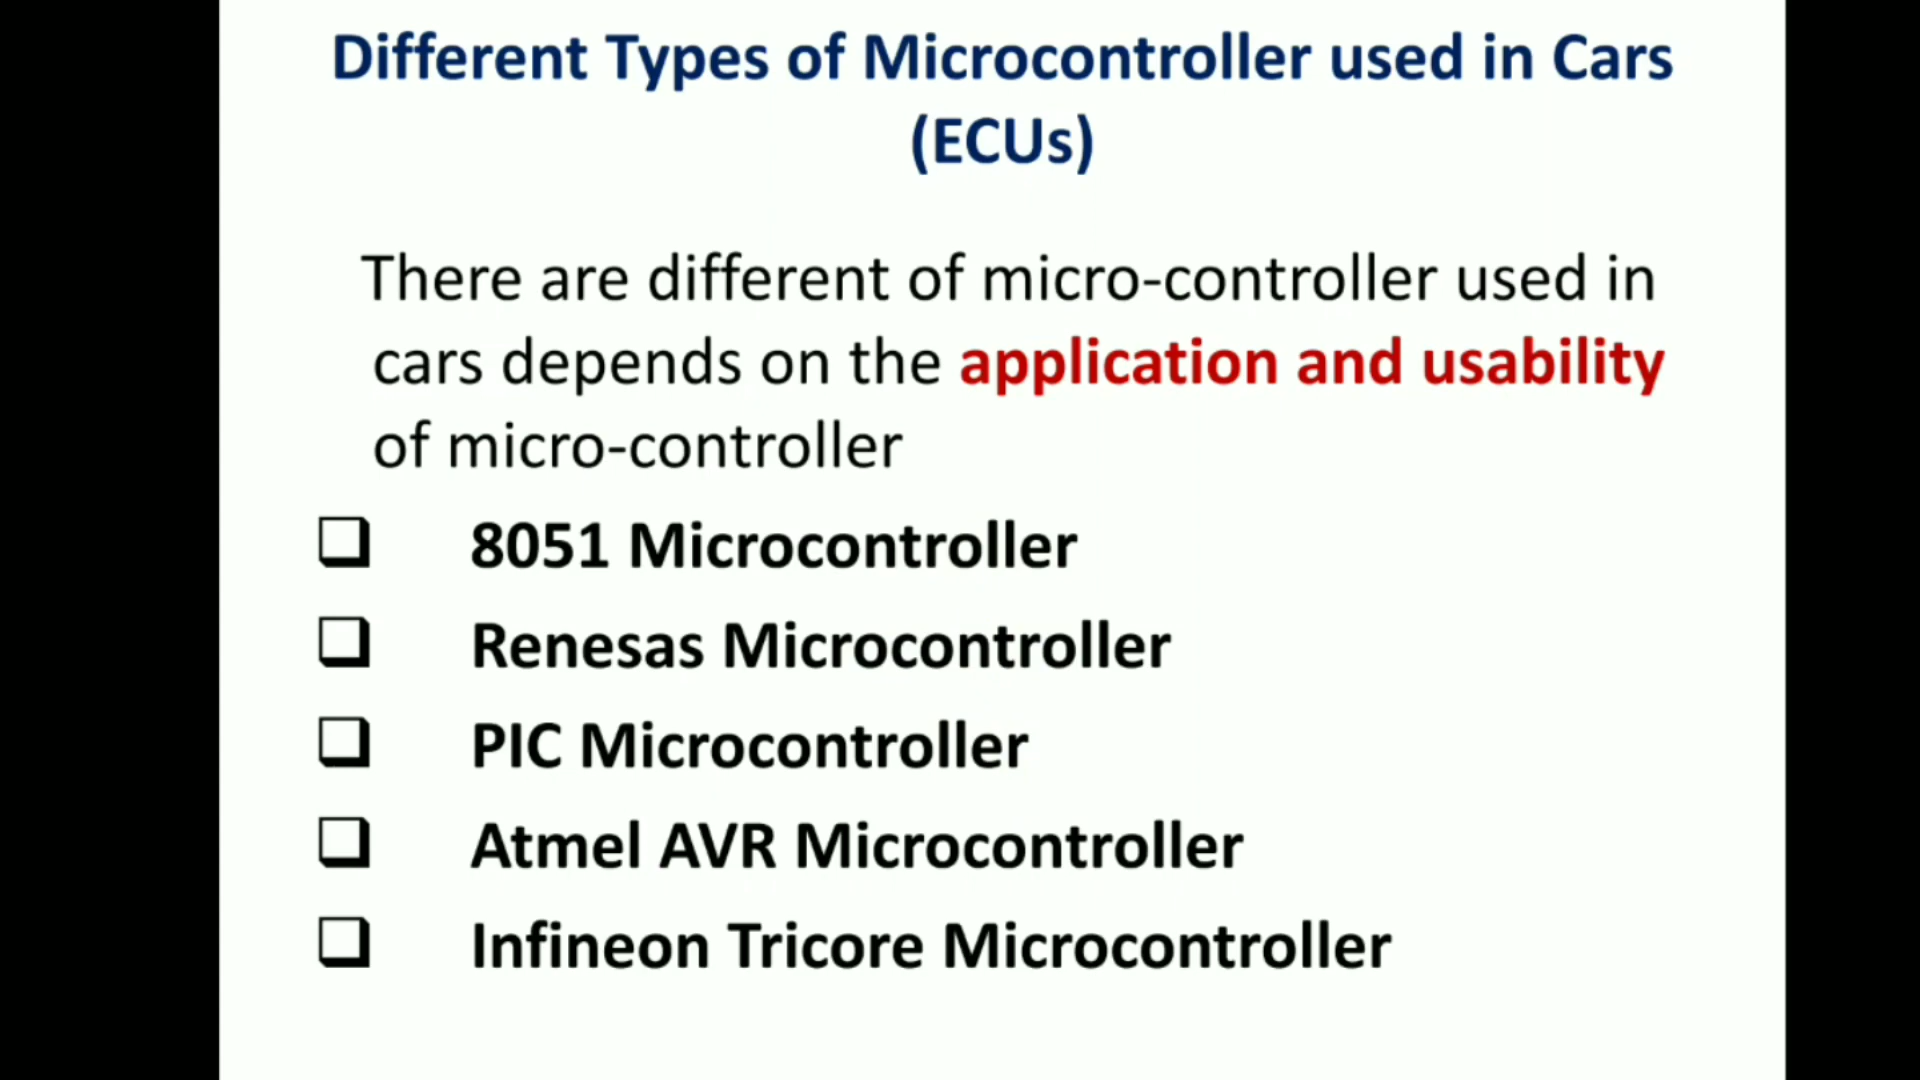 Different Types of Microcontroller used in Cars
(ECUs)
There are different of micro-controller used in
cars depends on the application and usability
of micro-controller
8051 Microcontroller
Renesas Microcontroller
PIC Microcontroller
Atmel AVR Microcontroller
Infineon Tricore Microcontroller